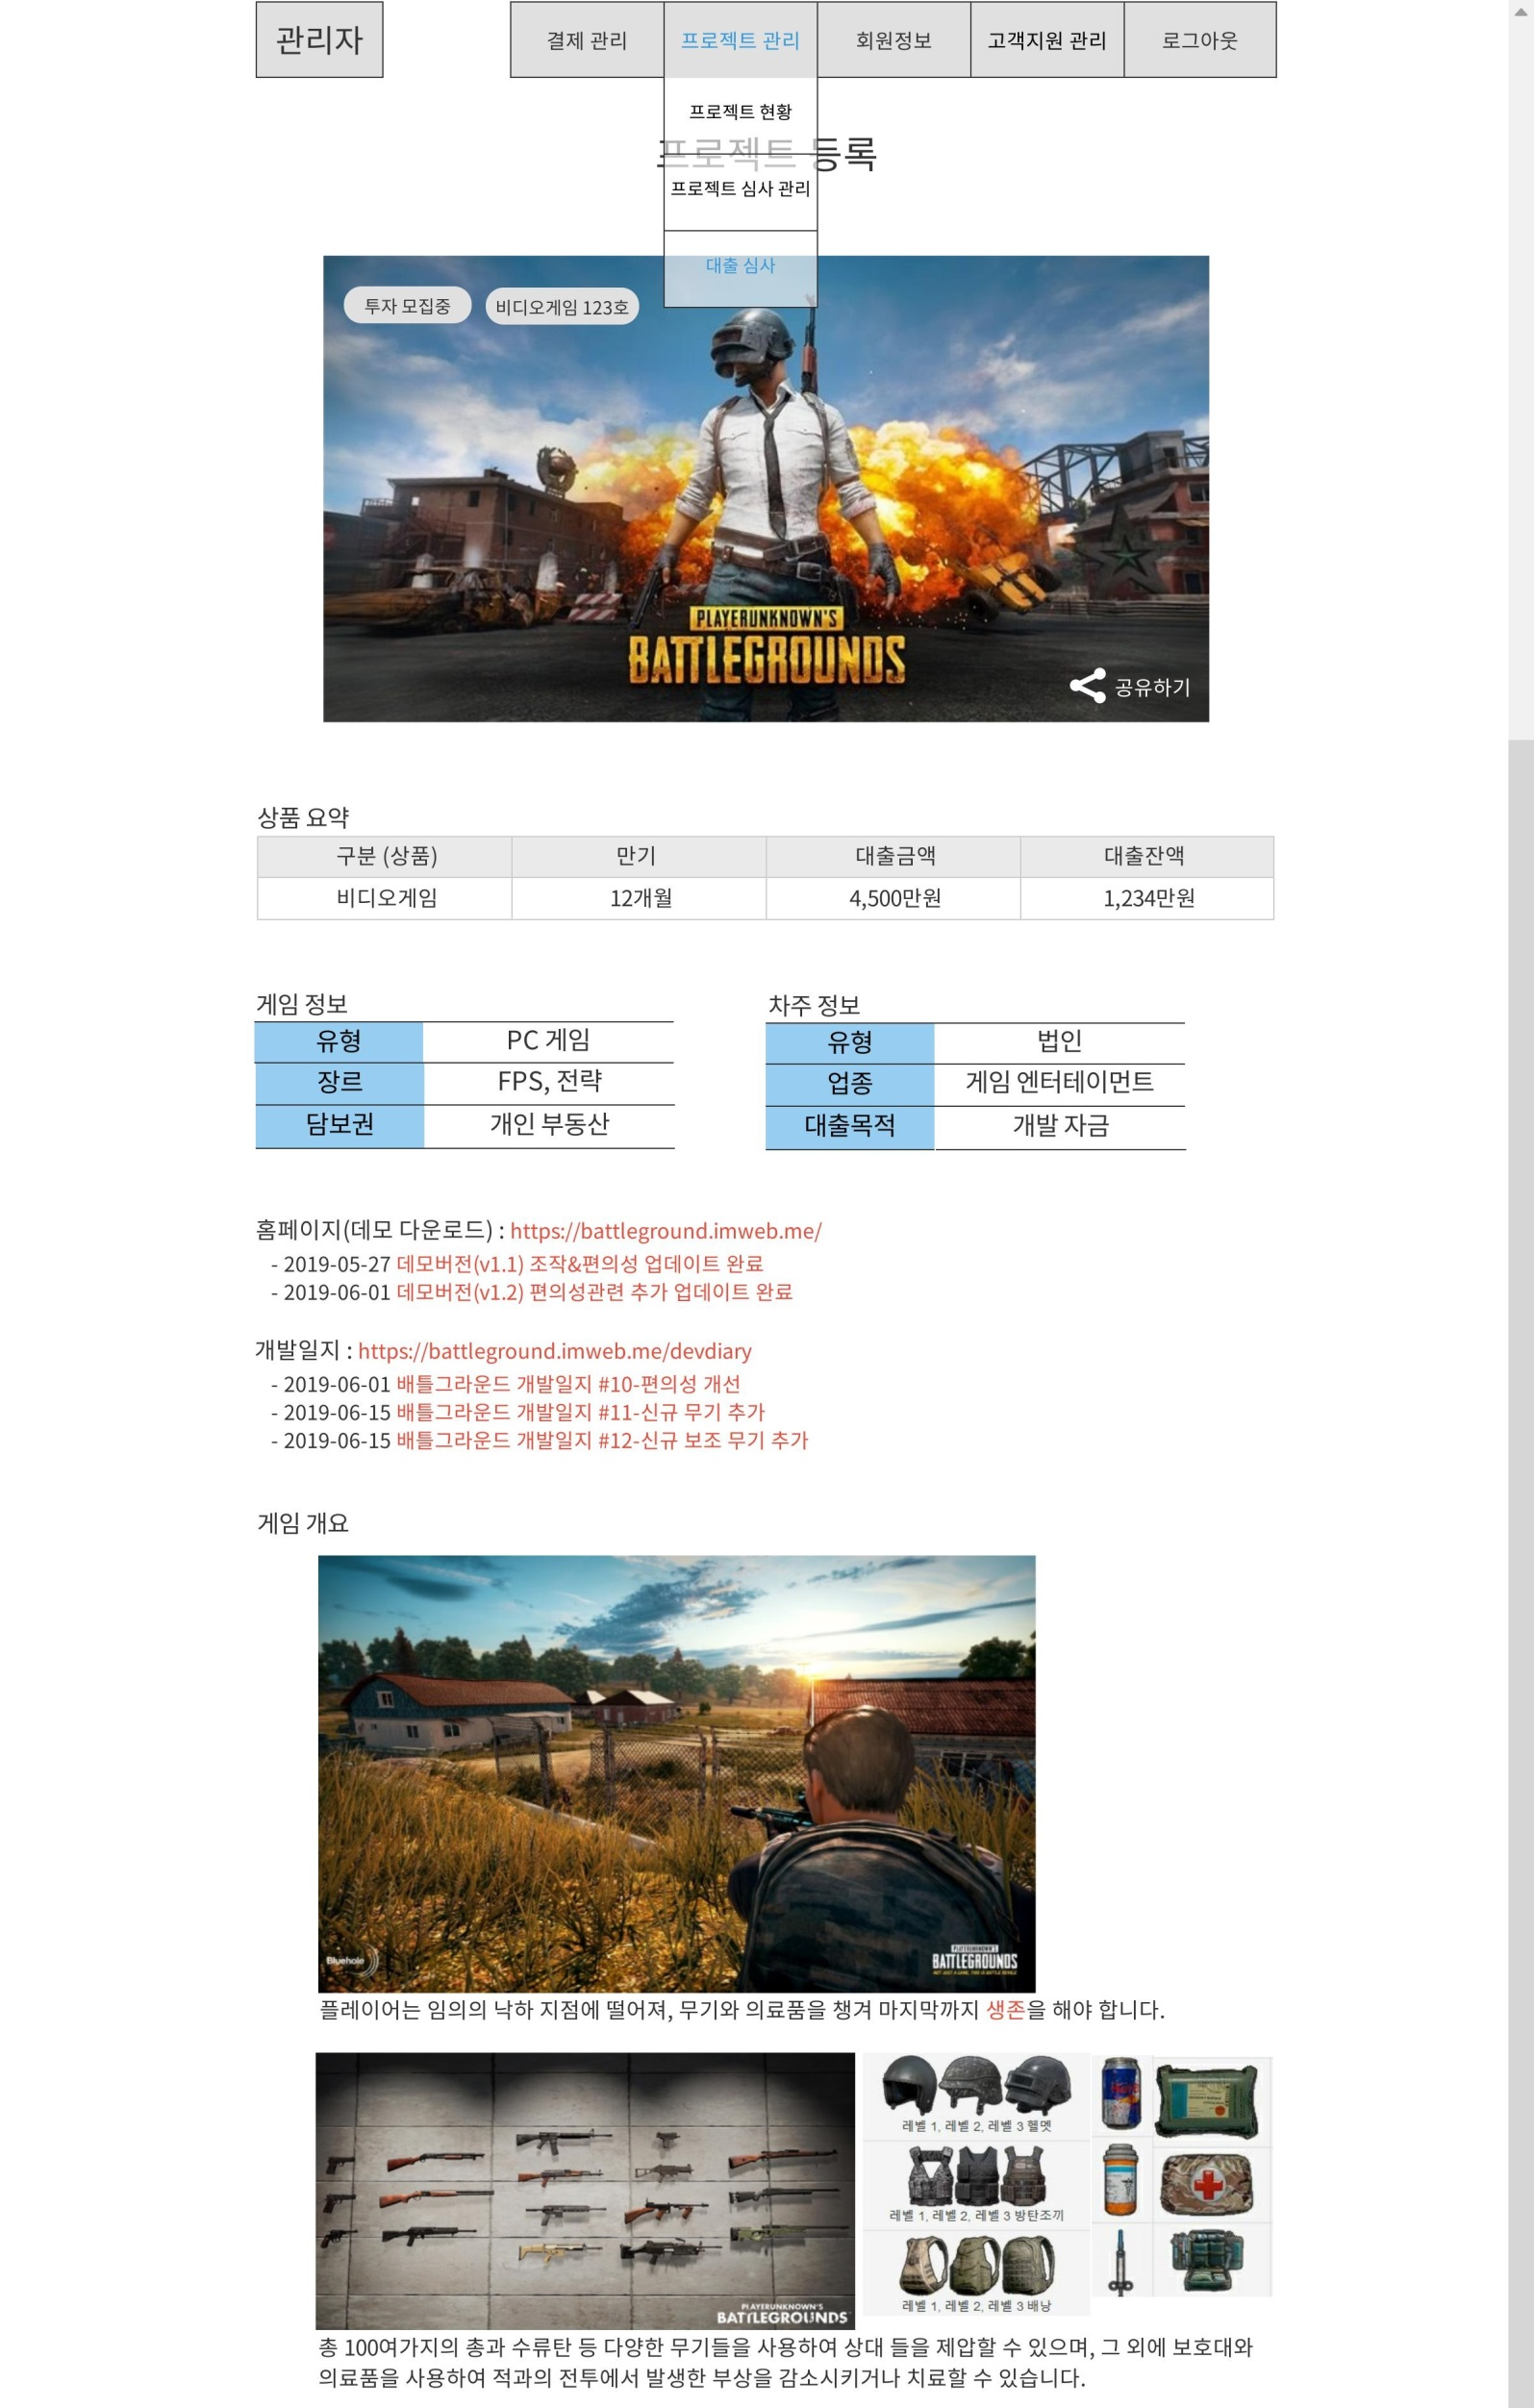 관리자
결제 관리
프로젝트 관리
회원정보
고객지원 관리
로그아웃
프로젝트 현황
프로젝트 등록
프로젝트 심사 관리
대출 심사
투자 모집중
비디오게임 123호
PLAYERUNKNOWN'S
BATTLEGROUNDS
공유하기
상품 요약
구분 (상품) 만기 대출금액 대출잔액
비디오게임 12개월 4,500만원 1,234만원
게임 정보
유형 PC 게임
장르 FPS, 전략
담보권 개인 부동산
차주 정보
유형 법인
업종 게임 엔터테이먼트
대출목적 개발 자금
홈페이지(데모 다운로드) : https://battleground.imweb.me/
- 2019-05-27 데모버전(v1.1) 조작&편의성 업데이트 완료
- 2019-06-01 데모버전(v1.2) 편의성관련 추가 업데이트 완료
개발일지 : https://battleground.imweb.me/devdiary
- 2019-06-01 배틀그라운드 개발일지 #10-편의성 개선
- 2019-06-15 배틀그라운드 개발일지 #11-신규 무기 추가
- 2019-06-15 배틀그라운드 개발일지 #12-신규 보조 무기 추가
게임 개요
Bluehole
PLAYERUNKNOWN'S
BATTLEGROUNDS
NOT JUST A GAME, THIS IS BATTLE ROYALE
플레이어는 임의의 낙하 지점에 떨어져, 무기와 의료품을 챙겨 마지막까지 생존을 해야 합니다.
PLAYERUNKNOWN'S
BATTLEGROUNDS
레벨 1, 레벨 2, 레벨 3 헬멧
레벨 1, 레벨 2, 레벨 3 방탄조끼
레벨 1, 레벨 2, 레벨 3 배낭
총 100여가지의 총과 수류탄 등 다양한 무기들을 사용하여 상대 들을 제압할 수 있으며, 그 외에 보호대와
의료품을 사용하여 적과의 전투에서 발생한 부상을 감소시키거나 치료할 수 있습니다.